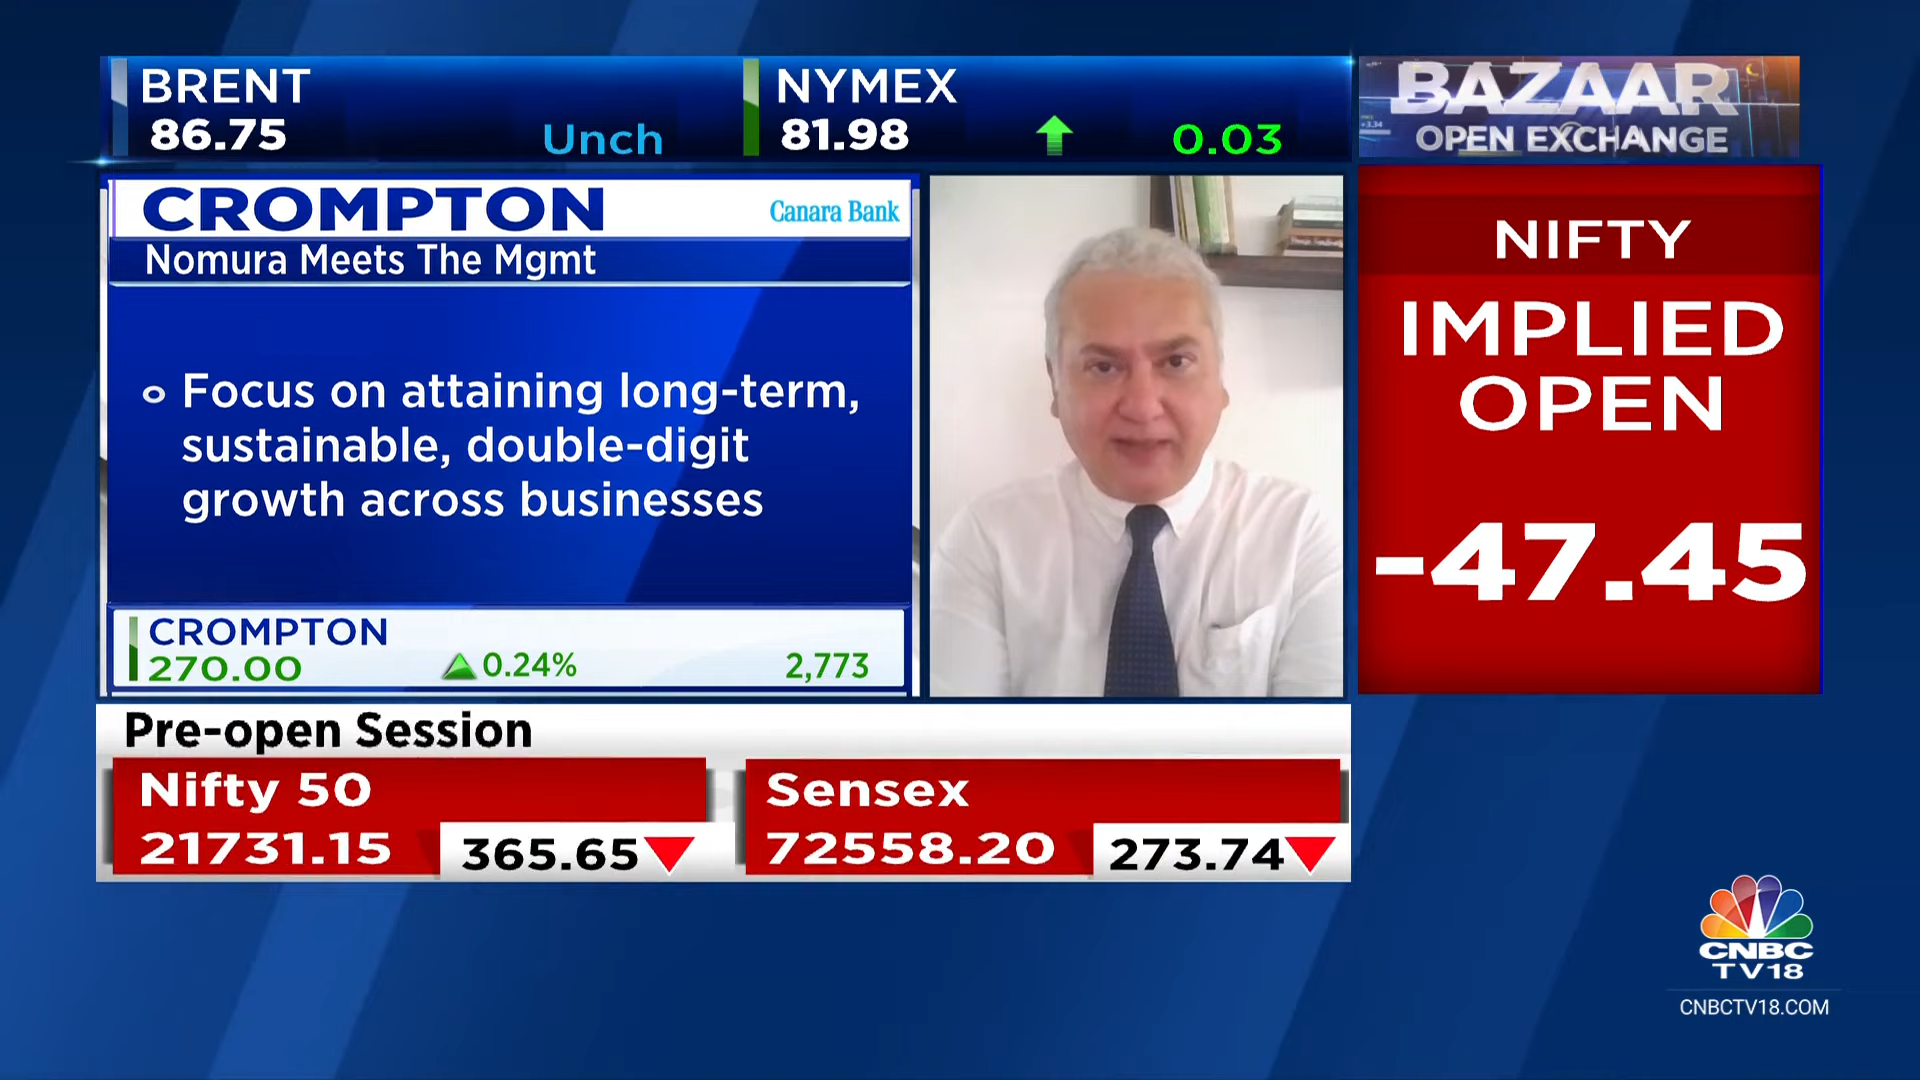 BRENT
86.75
Unch
NYMEX
81.98
0.03
BAZAAR
OPEN EXCHANGE
CROMPTON
Canara Bank
Nomura Meets The Mgmt
Focus on attaining long-term,
sustainable, double-digit
growth across businesses
CROMPTON
270.00
0.24%
2,773
NIFTY
IMPLIED
OPEN
-47.45
Pre-open Session
Nifty 50
21731.15
365.65
Sensex
72558.20
273.74
CNBC
TV18
CNBCTV18.COM